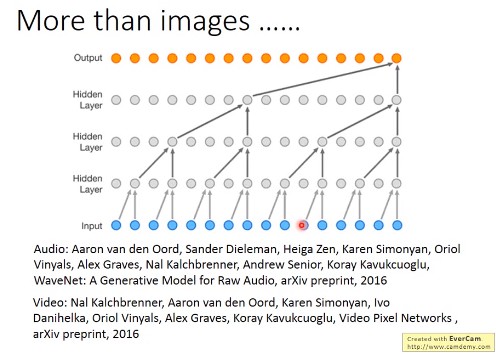 More than images ……
Output
Hidden
Layer
Hidden
Layer
Hidden
Layer
Input
Audio: Aaron van den Oord, Sander Dieleman, Heiga Zen, Karen Simonyan, Oriol
Vinyals, Alex Graves, Nal Kalchbrenner, Andrew Senior, Koray Kavukcuoglu,
WaveNet: A Generative Model for Raw Audio, arXiv preprint, 2016
Video: Nal Kalchbrenner, Aaron van den Oord, Karen Simonyan, Ivo
Danihelka, Oriol Vinyals, Alex Graves, Koray Kavukcuoglu, Video Pixel Networks ,
arXiv preprint, 2016
Created with EverCam
http://www.camdemy.com